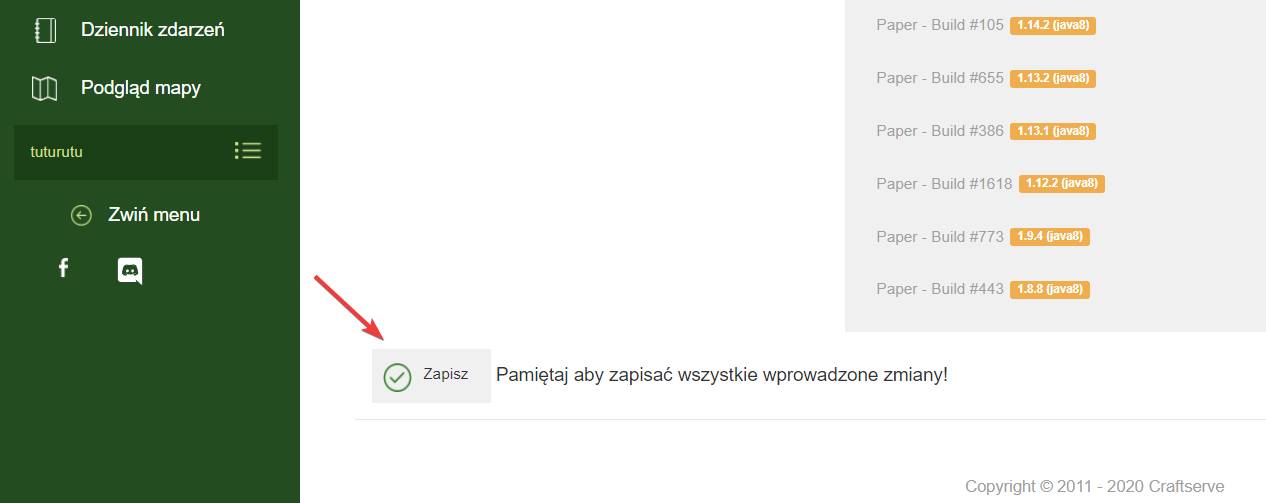 Dziennik zdarzeń
Podgląd mapy
tuturutu
Zwiń menu
Paper - Build #105 1.14.2 (java8)
Paper - Build #655 1.13.2 (java8)
Paper - Build #386 1.13.1 (java8)
Paper - Build #1618 1.12.2 (java8)
Paper - Build #773 1.9.4 (java8)
Paper - Build #443 1.8.8 (java8)
Zapisz Pamiętaj aby zapisać wszystkie wprowadzone zmiany!
Copyright © 2011 - 2020 Craftserve